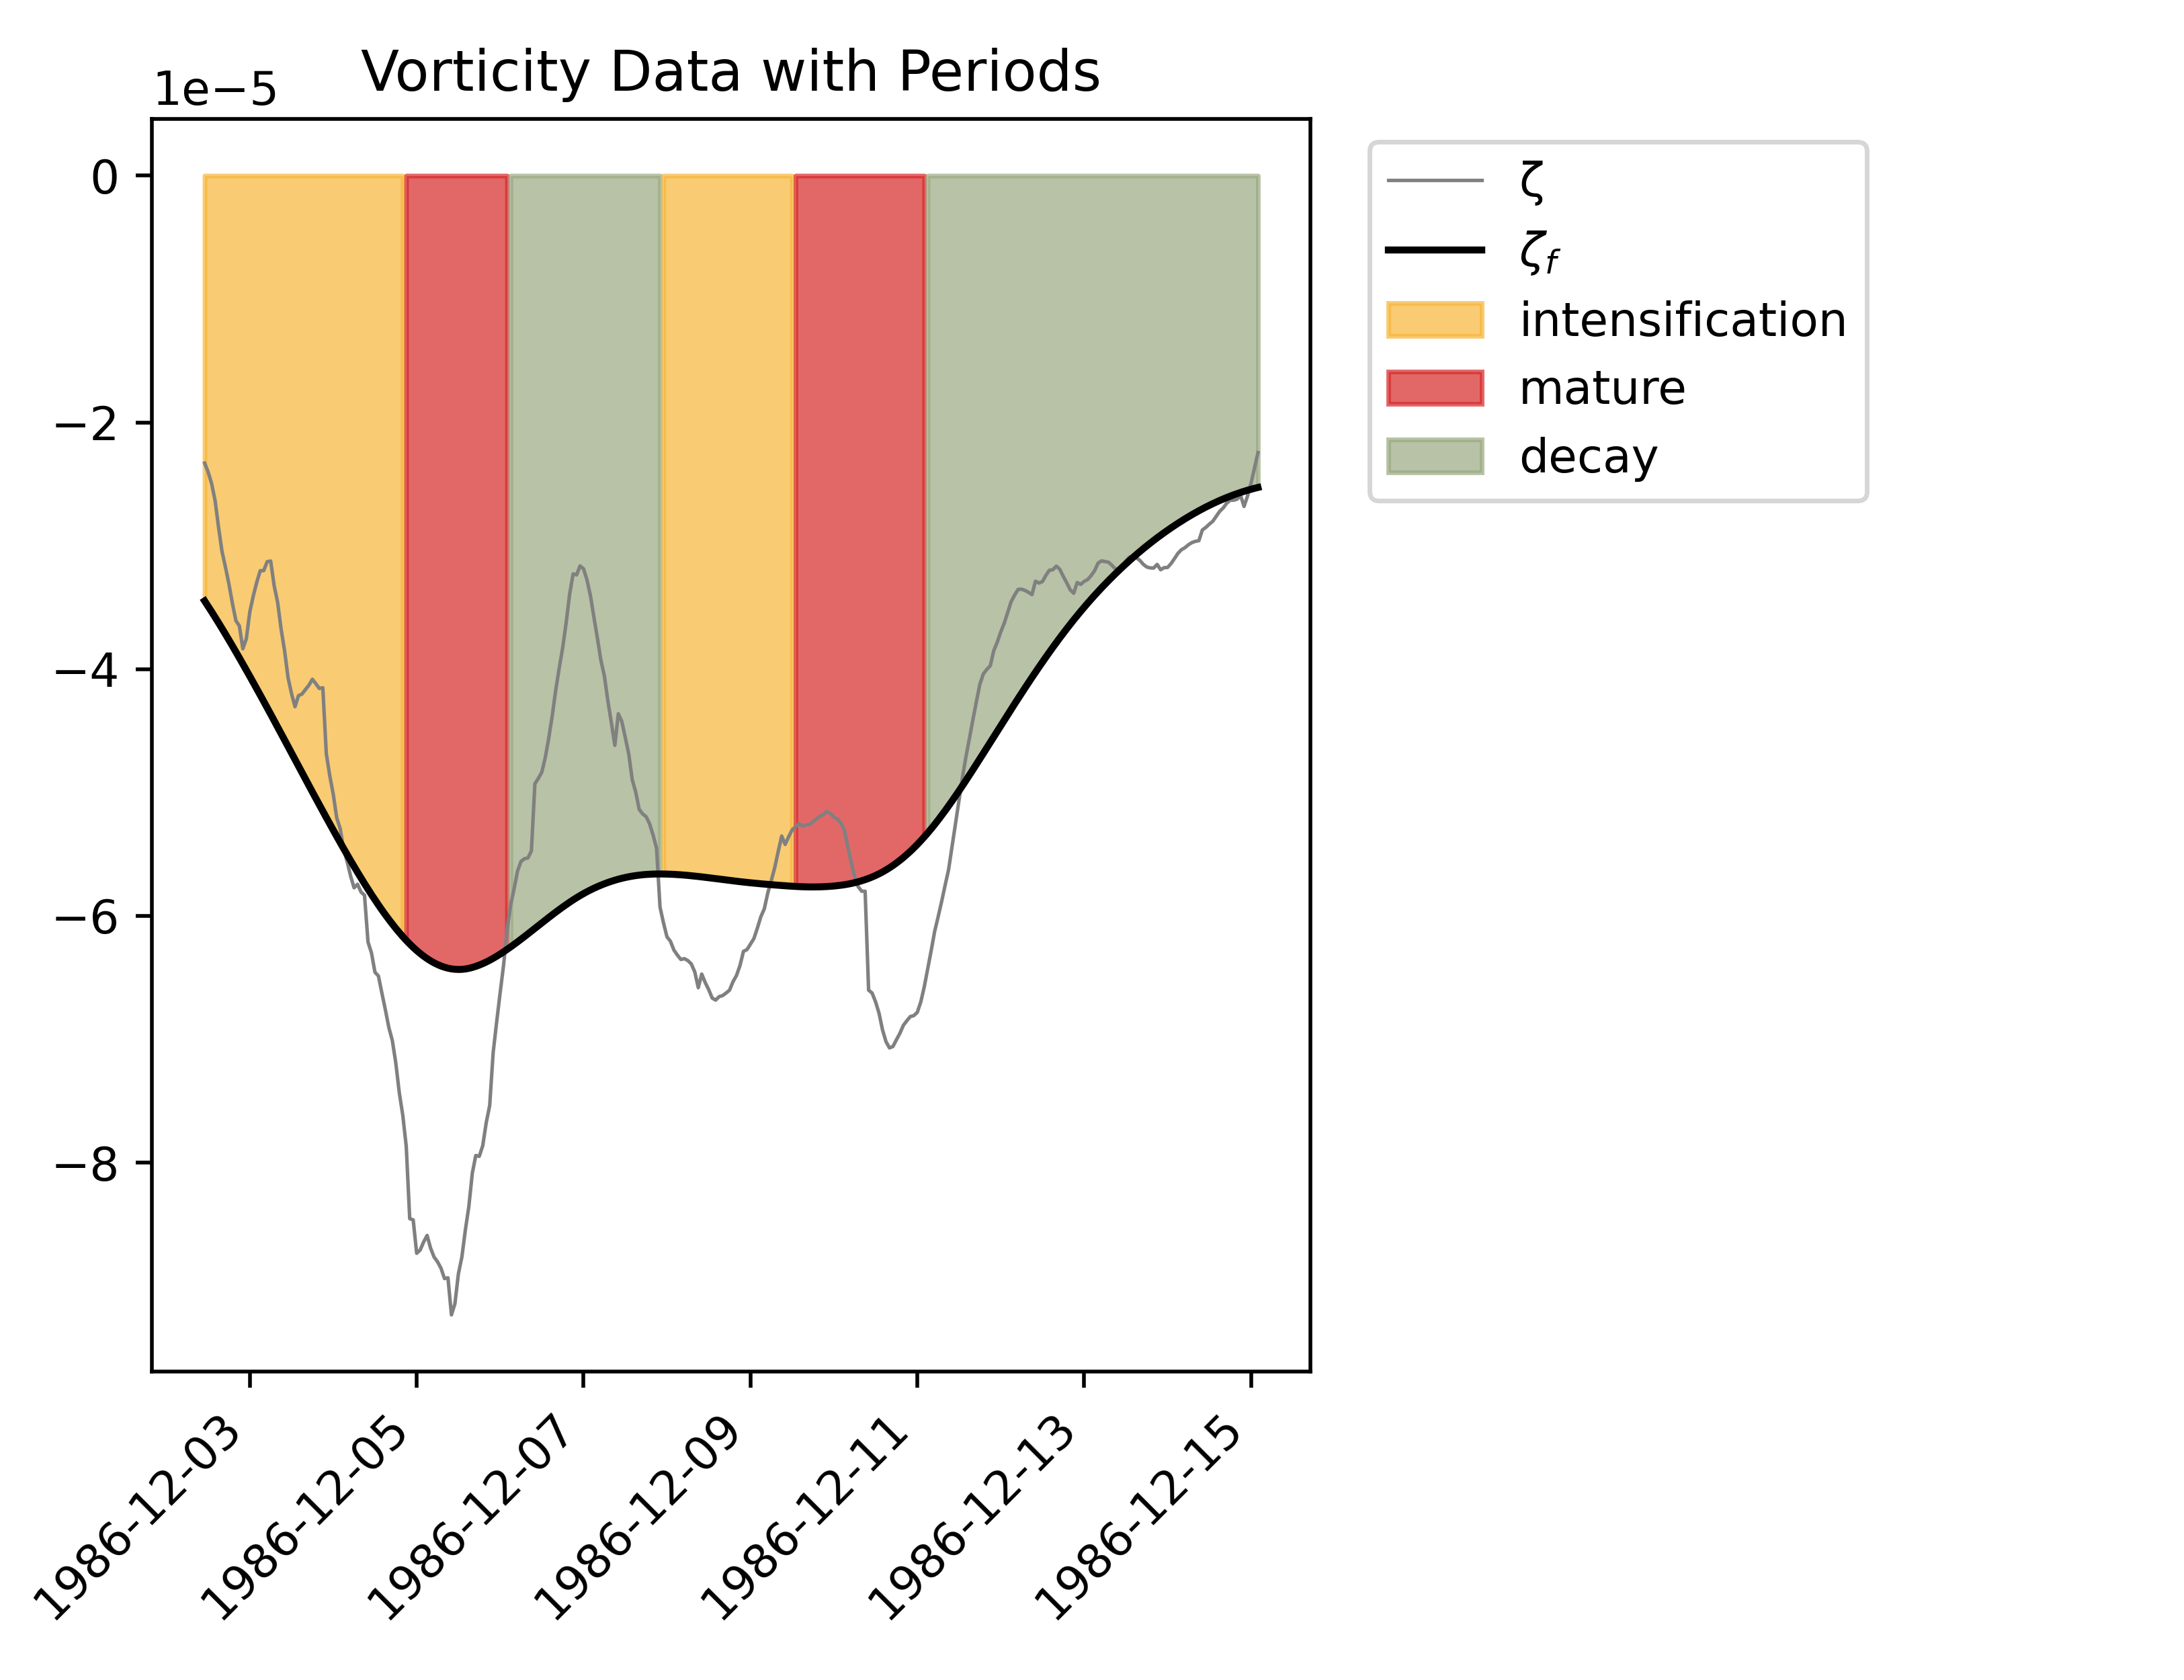 Vorticity Data with Periods
1e−5
0
−2
−4
−6
−8
1986-12-03
1986-12-05
1986-12-07
1986-12-09
1986-12-11
1986-12-13
1986-12-15
ζ
ζf
intensification
mature
decay